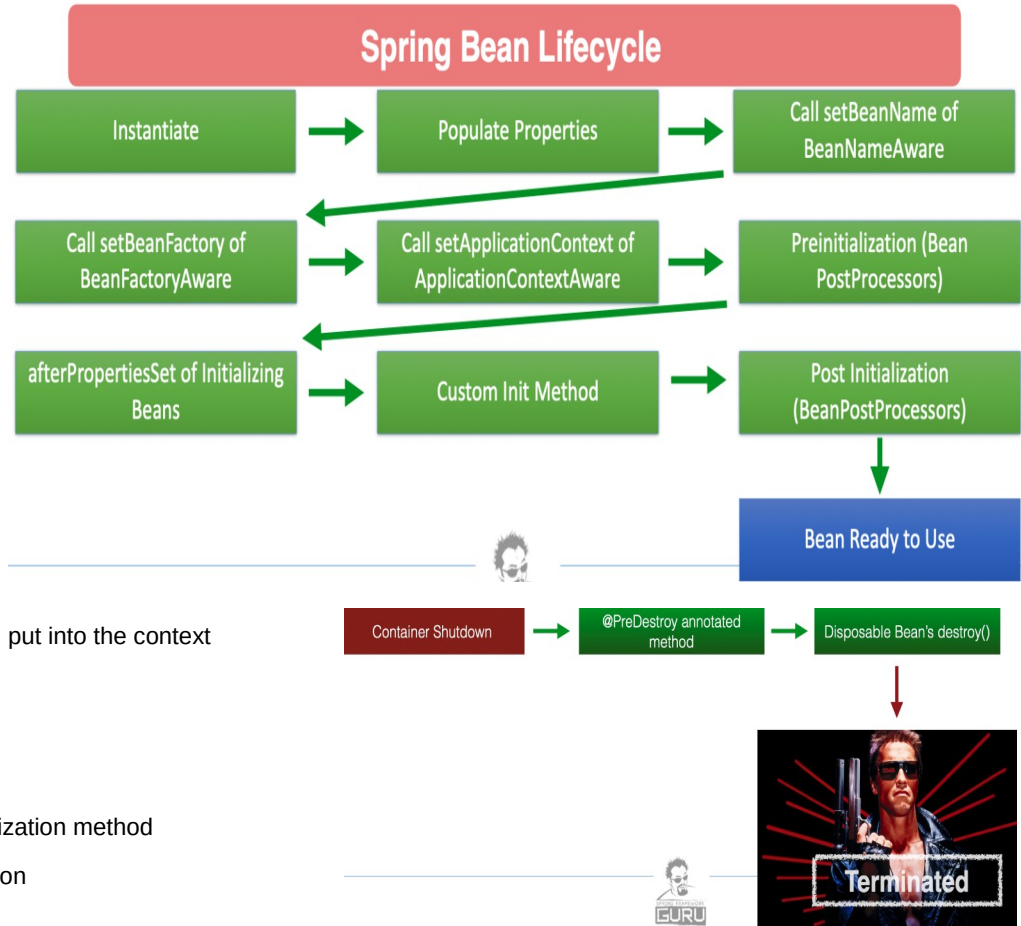 Spring Bean Lifecycle
Instantiate
Populate Properties
Call setBeanName of
BeanNameAware
Call setBeanFactory of
BeanFactoryAware
Call setApplicationContext of
ApplicationContextAware
Preinitialization (Bean
PostProcessors)
afterPropertiesSet of Initializing
Beans
Custom Init Method
Post Initialization
(BeanPostProcessors)
Bean Ready to Use
put into the context
Container Shutdown
@PreDestroy annotated
method
Disposable Bean's destroy()
ization method
on
Terminated
SPRING FRAMEWORK
GURU